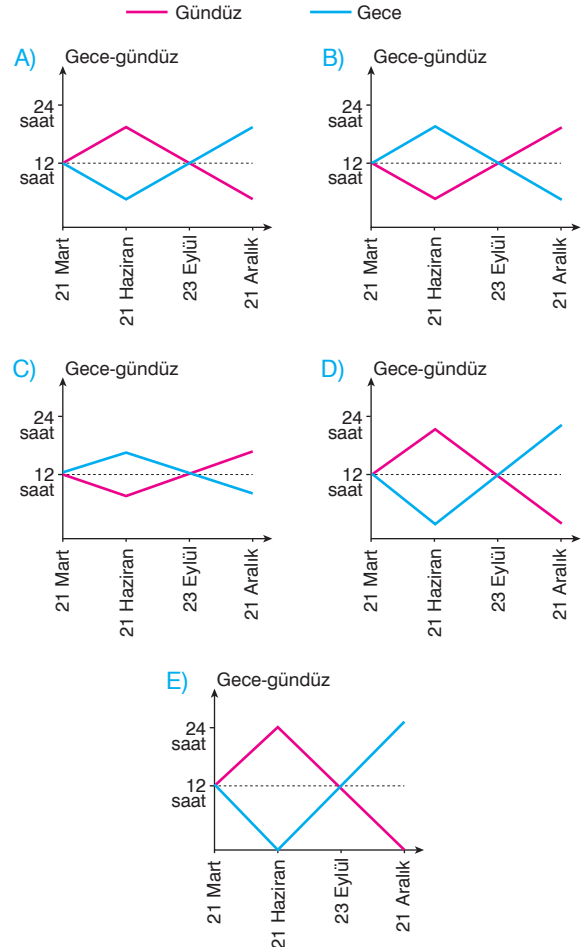 Gündüz Gece
A) Gece-gündüz
24
saat
12
saat
21 Mart
21 Haziran
23 Eylül
21 Aralık
B) Gece-gündüz
24
saat
12
saat
21 Mart
21 Haziran
23 Eylül
21 Aralık
C) Gece-gündüz
24
saat
12
saat
21 Mart
21 Haziran
23 Eylül
21 Aralık
D) Gece-gündüz
24
saat
12
saat
21 Mart
21 Haziran
23 Eylül
21 Aralık
E) Gece-gündüz
24
saat
12
saat
21 Mart
21 Haziran
23 Eylül
21 Aralık